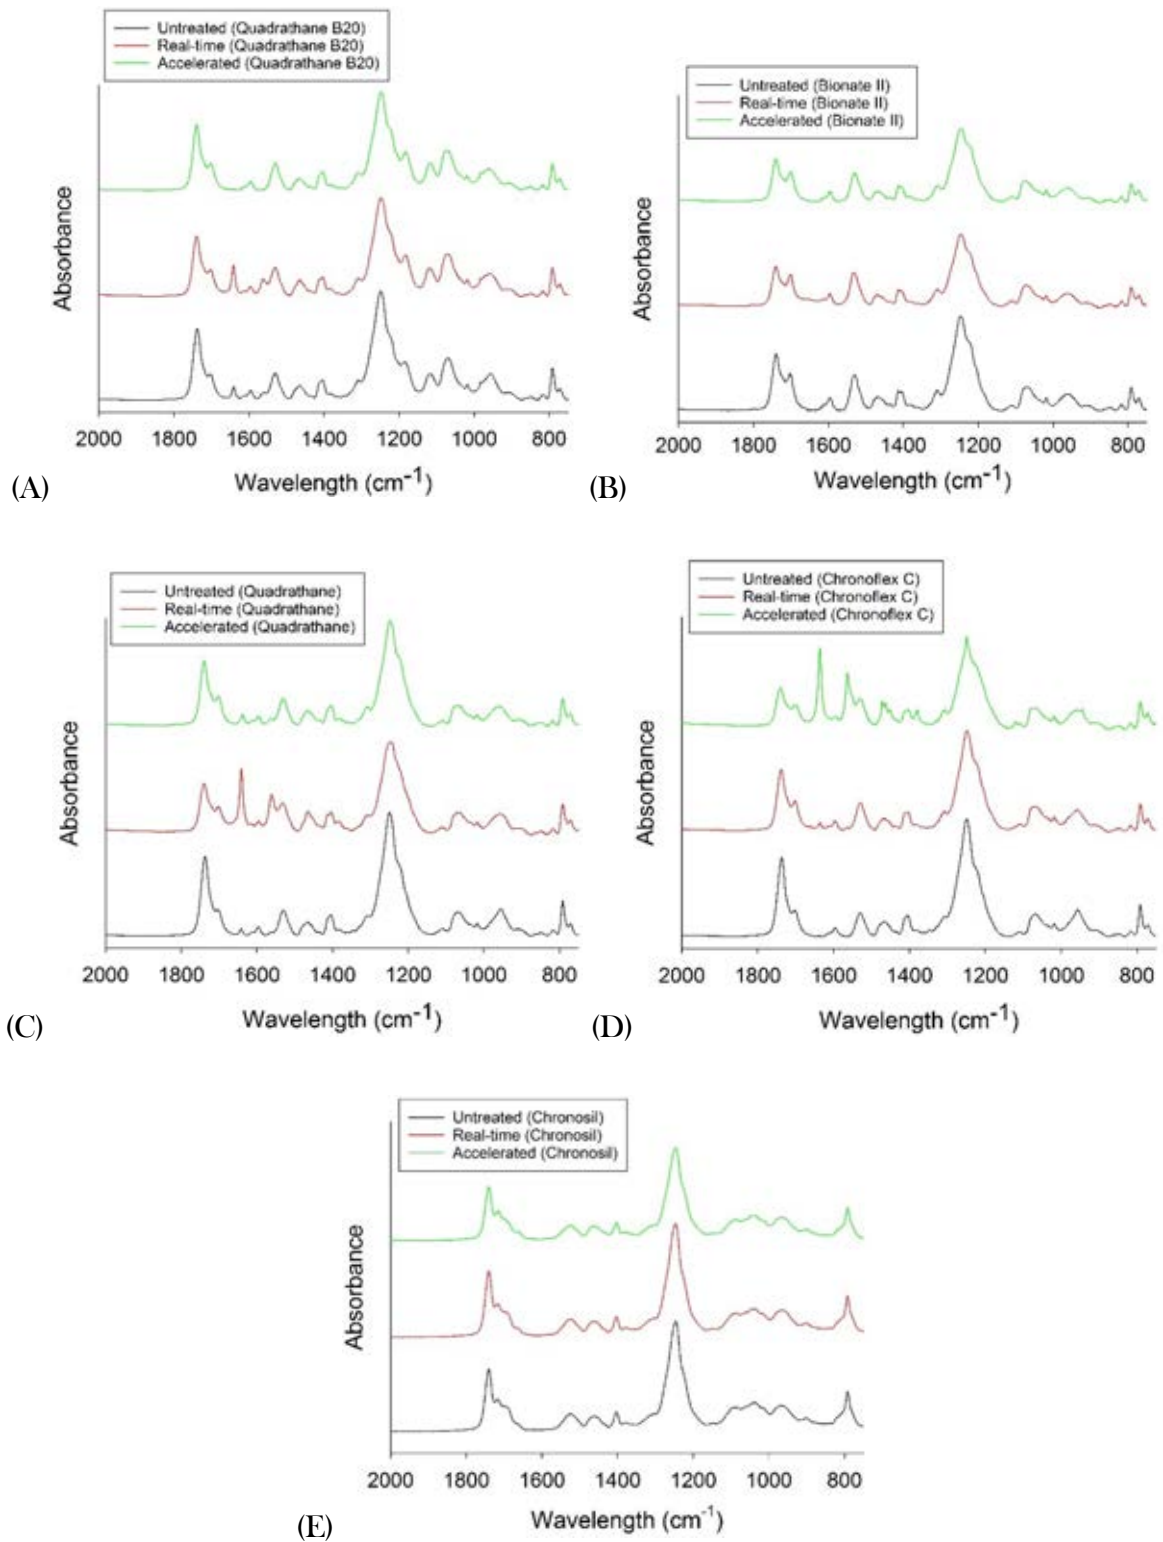 Untreated (Quadrathane B20)
Real-time (Quadrathane B20)
Accelerated (Quadrathane B20)
Absorbance
2000 1800 1600 1400 1200 1000 800
Wavelength (cm-1)
(A)
Untreated (Bionate II)
Real-time (Bionate II)
Accelerated (Bionate II)
Absorbance
2000 1800 1600 1400 1200 1000 800
Wavelength (cm-1)
(B)
Untreated (Quadrathane)
Real-time (Quadrathane)
Accelerated (Quadrathane)
Absorbance
2000 1800 1600 1400 1200 1000 800
Wavelength (cm-1)
(C)
Untreated (Chronoflex C)
Real-time (Chronoflex C)
Accelerated (Chronoflex C)
Absorbance
2000 1800 1600 1400 1200 1000 800
Wavelength (cm-1)
(D)
Untreated (Chronosil)
Real-time (Chronosil)
Accelerated (Chronosil)
Absorbance
2000 1800 1600 1400 1200 1000 800
Wavelength (cm-1)
(E)